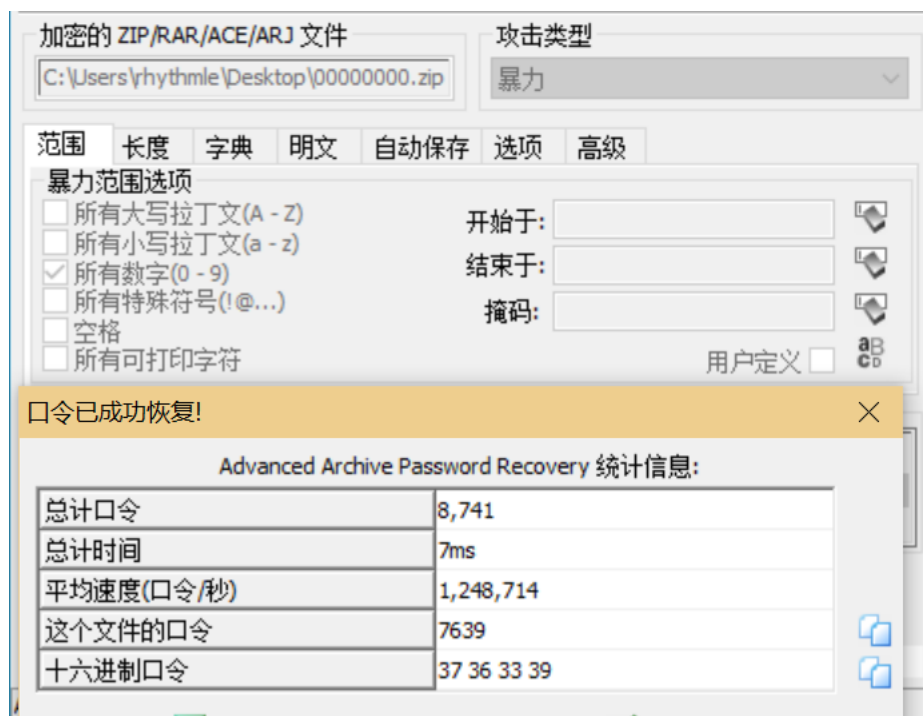 加密的 ZIP/RAR/ACE/ARJ 文件
攻击类型
C:\Users\rhythmle\Desktop\00000000.zip
暴力
范围 长度 字典 明文 自动保存 选项 高级
暴力范围选项
所有大写拉丁文(A - Z)
开始于:
所有小写拉丁文(a - z)
结束于:
所有数字(0 - 9)
所有特殊符号(!@...)
掩码:
空格
所有可打印字符
用户定义
口令已成功恢复!
Advanced Archive Password Recovery 统计信息:
总计口令 8,741
总计时间 7ms
平均速度(口令/秒) 1,248,714
这个文件的口令 7639
十六进制口令 37 36 33 39